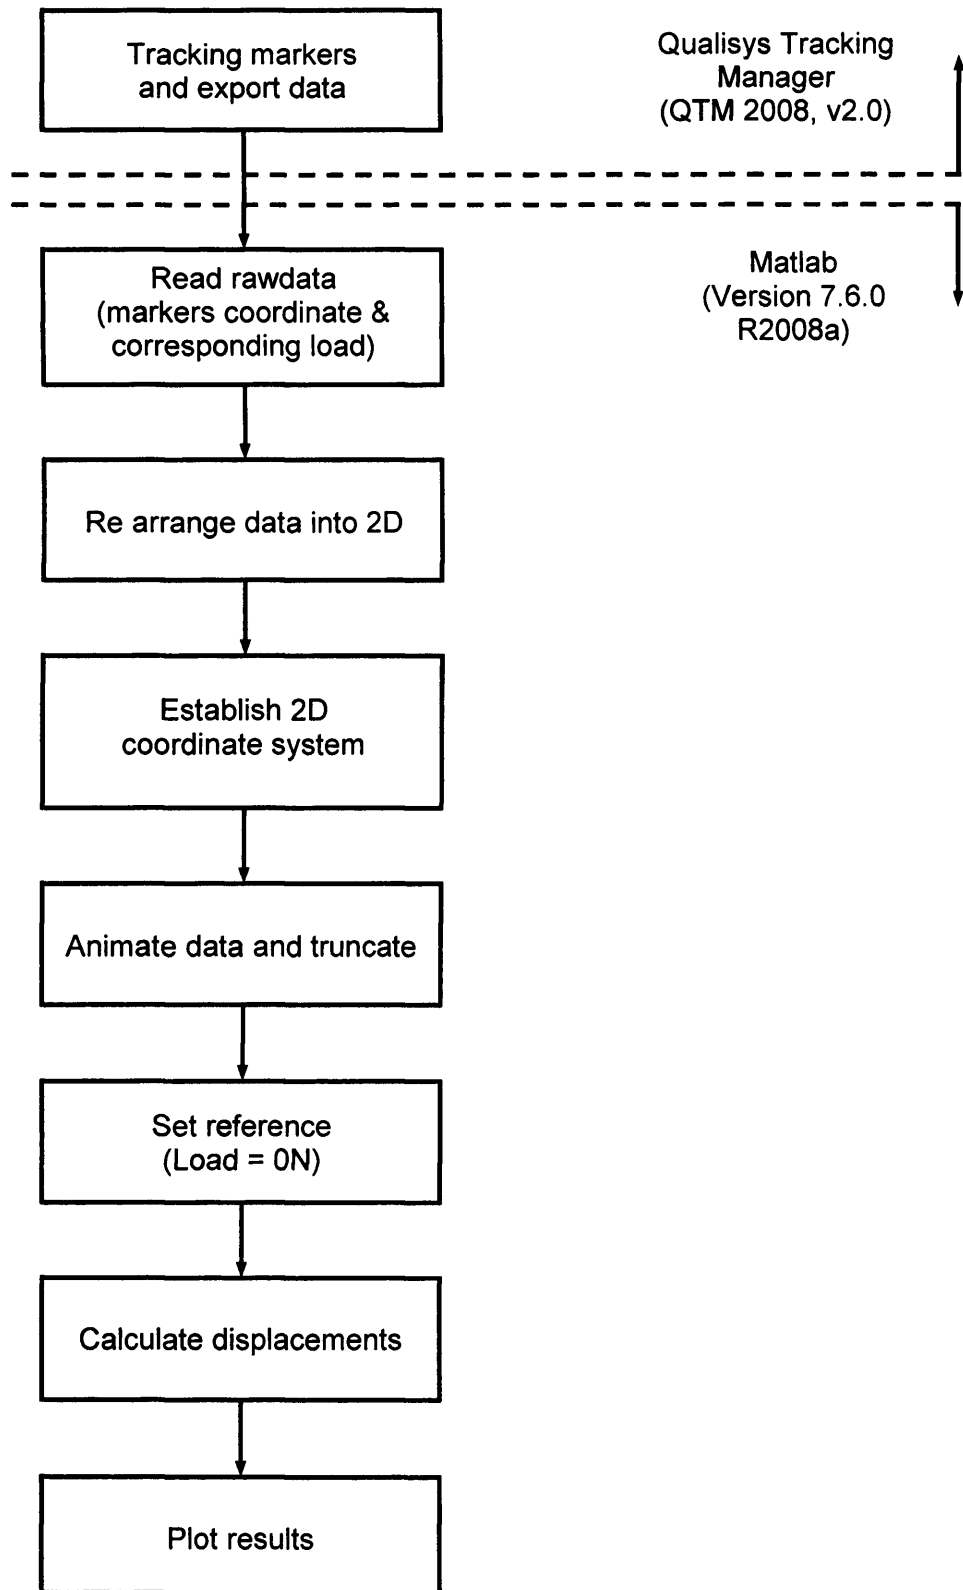 Tracking markers
and export data
Qualisys Tracking
Manager
(QTM 2008, v2.0)
Read rawdata
(markers coordinate &
corresponding load)
Matlab
(Version 7.6.0
R2008a)
Re arrange data into 2D
Establish 2D
coordinate system
Animate data and truncate
Set reference
(Load = 0N)
Calculate displacements
Plot results